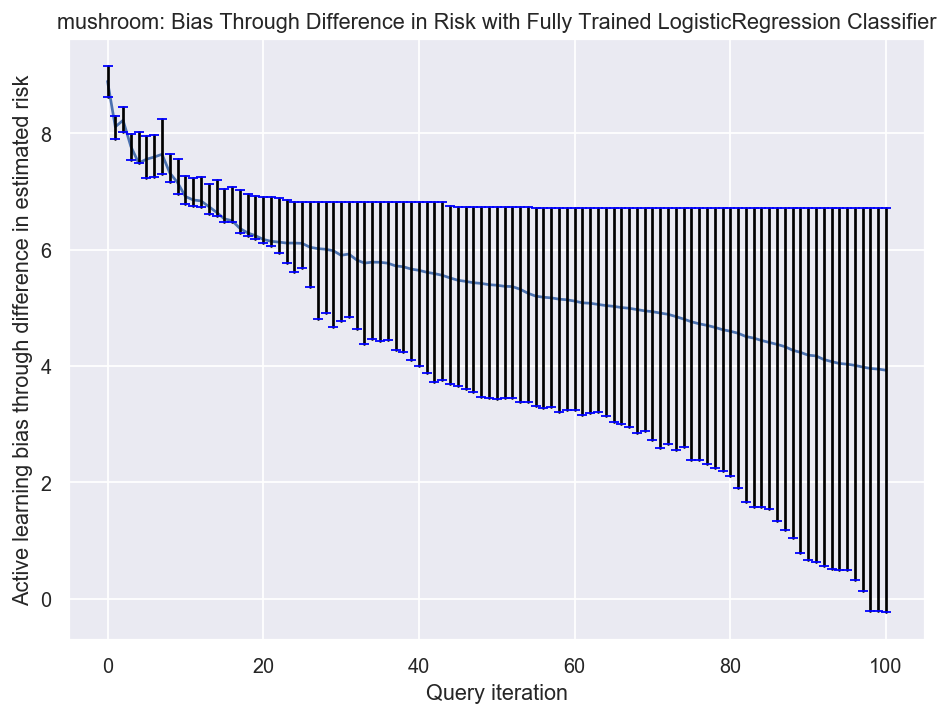 mushroom: Bias Through Difference in Risk with Fully Trained LogisticRegression Classifier
Active learning bias through difference in estimated risk
8
6
4
2
0
0 20 40 60 80 100
Query iteration